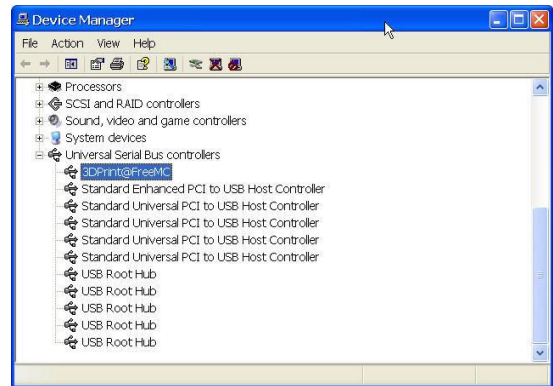 Device Manager
File Action View Help
Processors
SCSI and RAID controllers
Sound, video and game controllers
System devices
Universal Serial Bus controllers
3DPrint@FreeMC
Standard Enhanced PCI to USB Host Controller
Standard Universal PCI to USB Host Controller
Standard Universal PCI to USB Host Controller
Standard Universal PCI to USB Host Controller
Standard Universal PCI to USB Host Controller
USB Root Hub
USB Root Hub
USB Root Hub
USB Root Hub
USB Root Hub